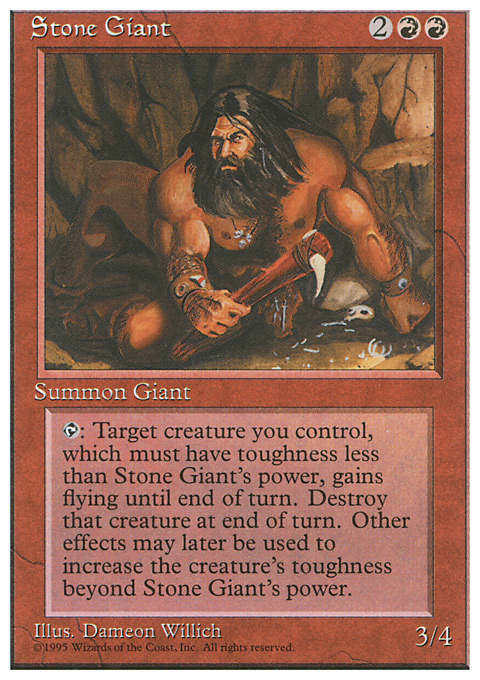 Stone Giant 2
Summon Giant
: Target creature you control,
which must have toughness less
than Stone Giant's power, gains
flying until end of turn. Destroy
that creature at end of turn. Other
effects may later be used to
increase the creature's toughness
beyond Stone Giant's power.
Illus. Dameon Willich
3/4
©1995 Wizards of the Coast, Inc. All rights reserved.